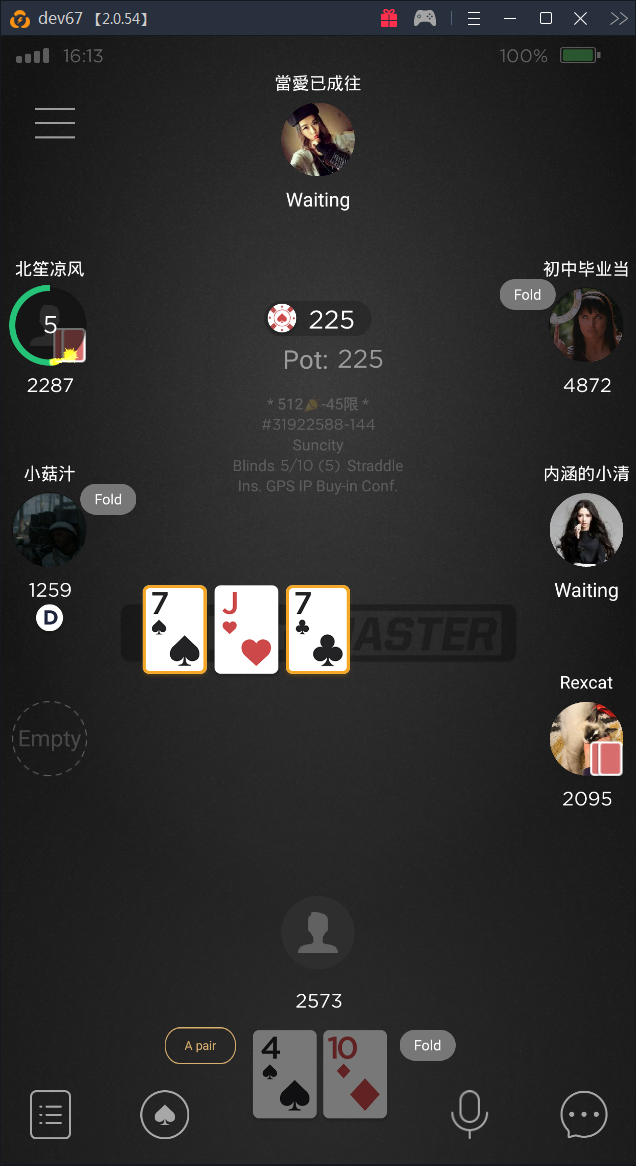 dev67 【2.0.54】
16:13
100%
當愛已成往
Waiting
北笙凉风
5
2287
初中毕业当
Fold
4872
225
Pot: 225
* 512🎉-45限 *
#31922588-144
Suncity
Blinds 5/10 (5) Straddle
Ins. GPS IP Buy-in Conf.
小菇汁
Fold
1259
D
内涵的小清
Waiting
7
J
7
ASTER
Rexcat
2095
Empty
2573
A pair
4
10
Fold